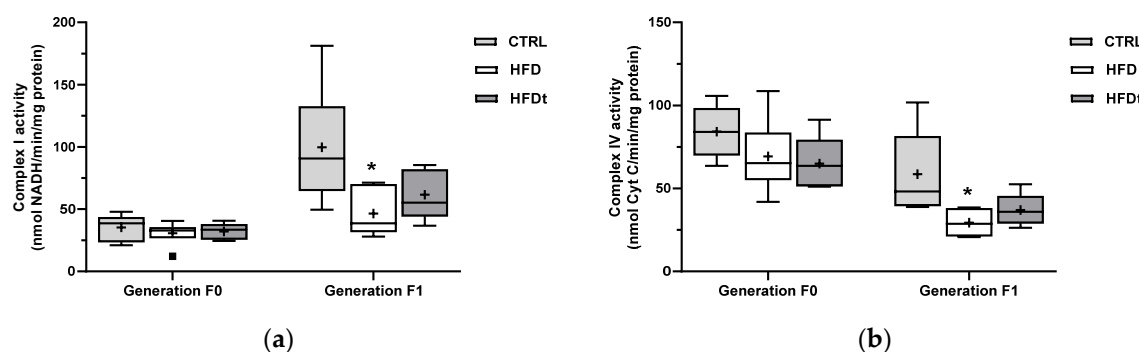 Complex I activity
(nmol NADH/min/mg protein)
200
150
100
50
0
Generation F0
Generation F1
*
CTRL
HFD
HFDt
(a)
Complex IV activity
(nmol Cyt C/min/mg protein)
150
100
50
0
Generation F0
Generation F1
*
CTRL
HFD
HFDt
(b)